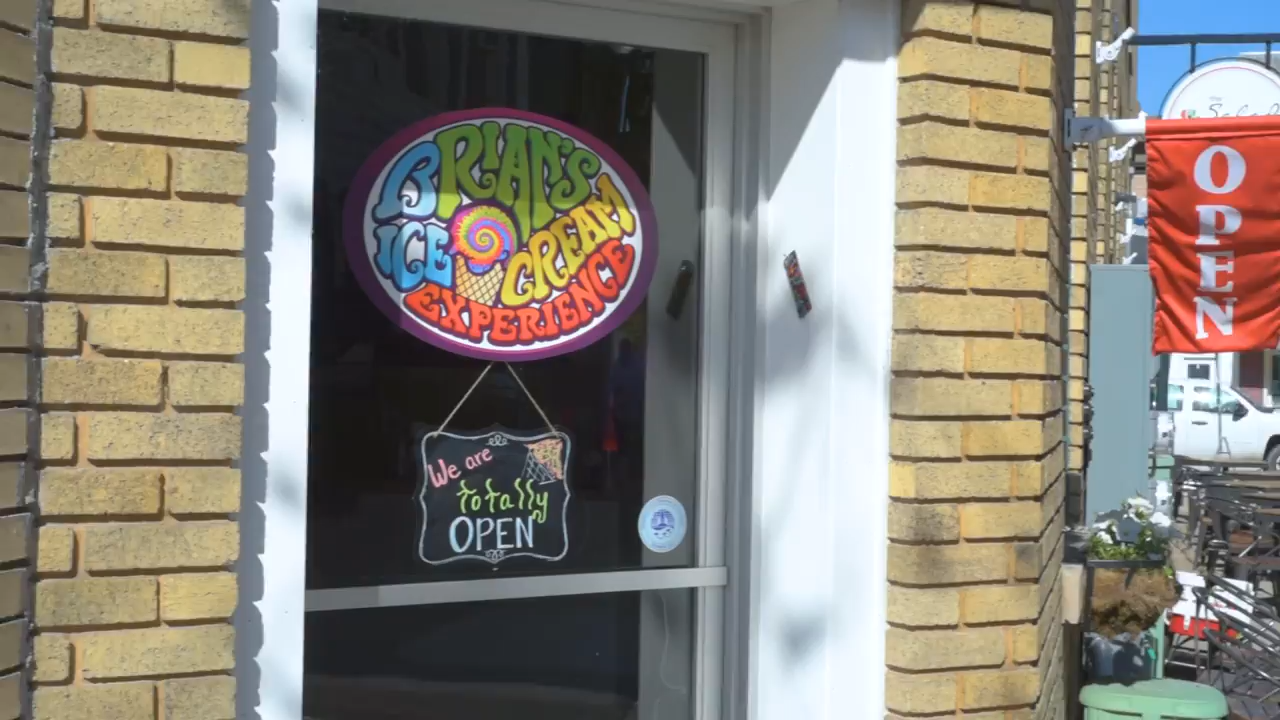 BRIAN'S
ICE CREAM
EXPERIENCE
We are
totally
OPEN
OPEN